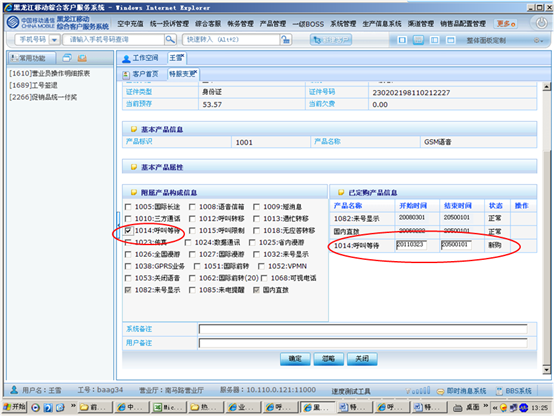 黑龙江移动综合客户服务系统 - Windows Internet Explorer
中国移动通信 CHINA MOBILE 黑龙江移动 综合客户服务系统
空中充值 统一投诉管理 综合客服 帐务管理 产品管理 一级BOSS 系统管理 生产信息系统 渠道管理 销售品配置管理 更多
手机号码 请输入手机号码查询 快速转入 (Alt+Z) 整体面板定制
常用功能
[1610]营业员操作明细报表
[1689]工号签退
[2266]促销品统一付奖
工作空间 王雪
客户首页 特服变更
证件类型 身份证 证件号码 230202198110212227
当前预存 53.57 当前欠费 0.00
基本产品信息
产品标识 1001 产品名称 GSM语音
基本产品属性
附属产品构成信息
1005:国际长途 1008:语音信箱 1009:短消息
1010:三方通话 1012:呼叫转移 1013:遇忙转移
1014:呼叫等待 1015:呼叫限制 1018:无应答转移
1023:传真 1024:数据通话 1025:省内漫游
1026:全国漫游 1027:国际漫游 1032:来号显示
1038:GPRS业务 1051:国际前转 1052:VPMN
1053:关闭语音 1062:国际前转(20) 1068:可视电话
1082:来号显示 1085:来电提醒 国内直拨
已定购产品信息
产品名称 开始时间 结束时间 状态 操作
1082:来号显示 20080301 20500101 正常
国内直拨 20500101 正常
1014:呼叫等待 20110323 20500101 新购
系统备注
用户备注
确定 忽略 关闭
用户名：王雪 工号：baag34 营业厅：南马路营业厅 服务器：10.110.0.121:11000 速度测试工具 即时消息系统 BBS系统
开始 桌面 13:25